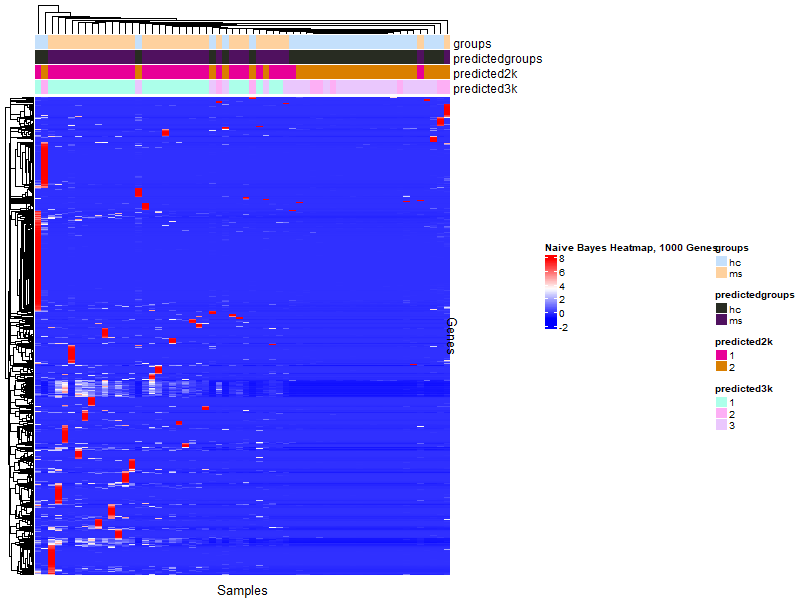 groups
predictedgroups
predicted2k
predicted3k
Genes
Samples
Naive Bayes Heatmap, 1000 Genes
8
6
4
2
0
-2
groups
hc
ms
predictedgroups
hc
ms
predicted2k
1
2
predicted3k
1
2
3